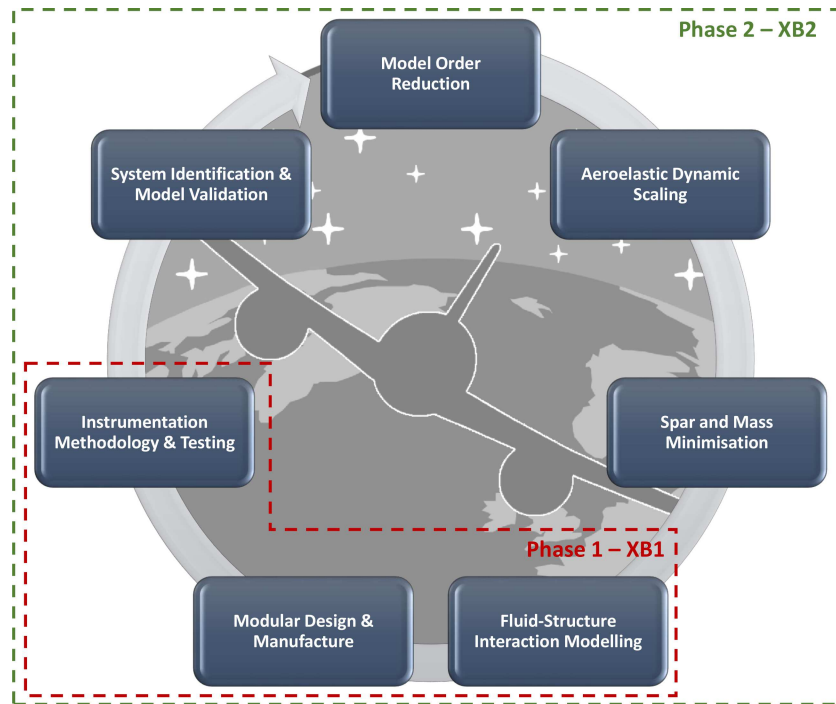 Phase 2 – XB2
Model Order
Reduction
System Identification &
Model Validation
Aeroelastic Dynamic
Scaling
Instrumentation
Methodology & Testing
Spar and Mass
Minimisation
Phase 1 – XB1
Modular Design &
Manufacture
Fluid-Structure
Interaction Modelling